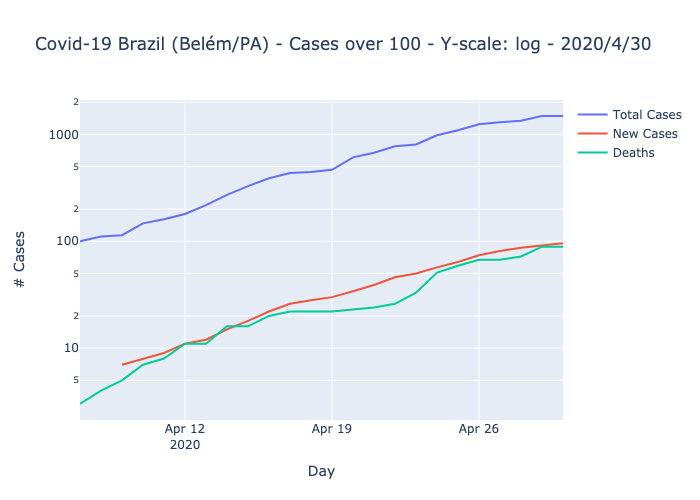 Covid-19 Brazil (Belém/PA) - Cases over 100 - Y-scale: log - 2020/4/30
2
1000
5
2
100
5
2
10
5
# Cases
Apr 12
2020
Apr 19
Apr 26
Day
Total Cases
New Cases
Deaths